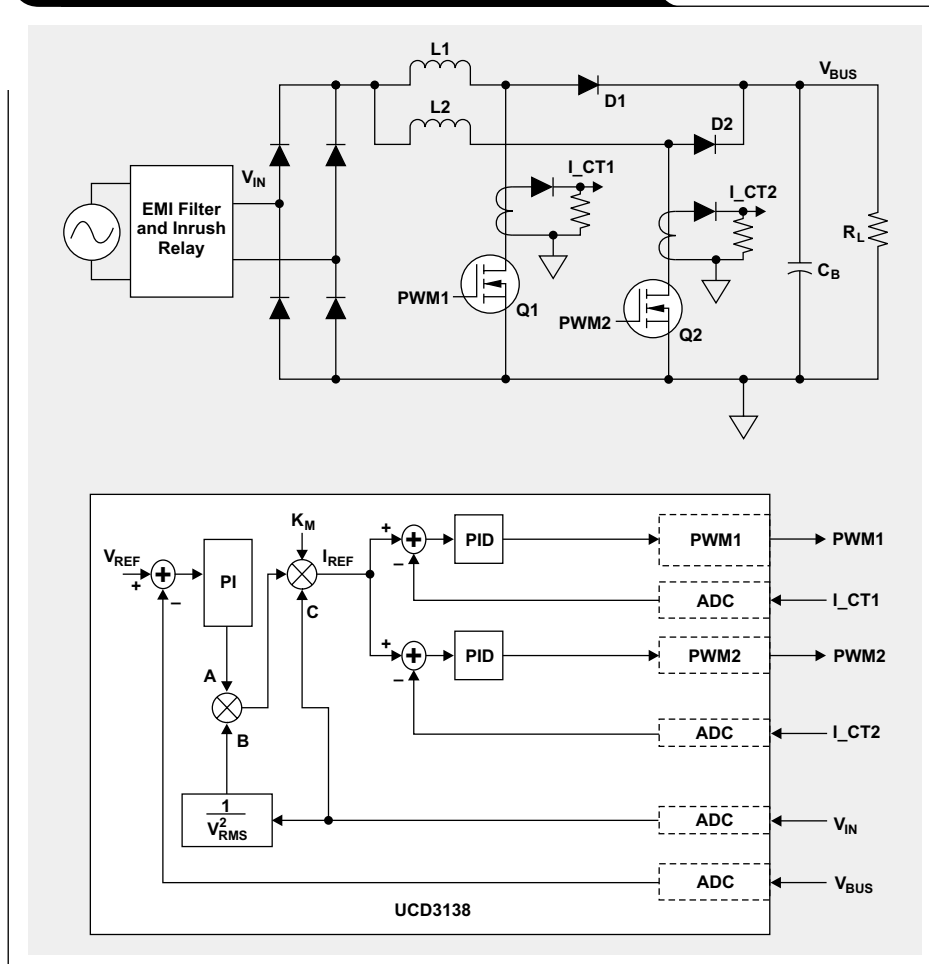 L1
V_BUS
D1
L2
D2
V_IN
I_CT1
I_CT2
EMI Filter
and Inrush
Relay
R_L
C_B
PWM1
Q1
PWM2
Q2
K_M
V_REF
+
+
–
PI
I_REF
+
+
–
PID
PWM1
PWM1
C
ADC
I_CT1
+
+
–
PID
PWM2
PWM2
A
B
ADC
I_CT2
1
V²_RMS
ADC
V_IN
ADC
V_BUS
UCD3138